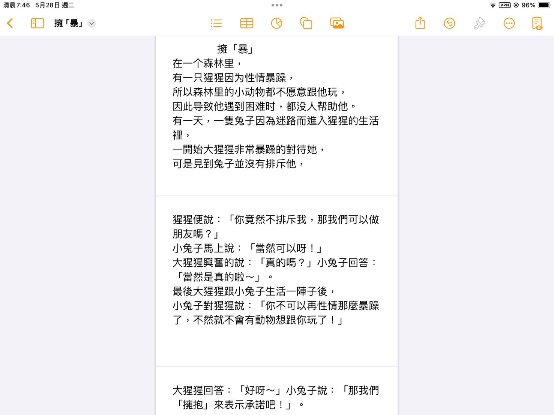 清晨7:46 5月28日 週二
96%
擁「暴」
擁「暴」
在一个森林里，
有一只猩猩因为性情暴躁，
所以森林里的小动物都不愿意跟他玩，
因此导致他遇到困难时，都没人帮助他。
有一天，一隻兔子因為迷路而進入猩猩的生活
裡，
一開始大猩猩非常暴躁的對待她，
可是見到兔子並沒有排斥他，
猩猩便說：「你竟然不排斥我，那我們可以做
朋友嗎？」
小兔子馬上說：「當然可以呀！」
大猩猩興奮的說：「真的嗎？」小兔子回答：
「當然是真的啦～」。
最後大猩猩跟小兔子生活一陣子後，
小兔子對猩猩說：「你不可以再性情那麼暴躁
了，不然就不會有動物想跟你玩了！」
大猩猩回答：「好呀～」小兔子說：「那我們
「擁抱」來表示承諾吧！」。